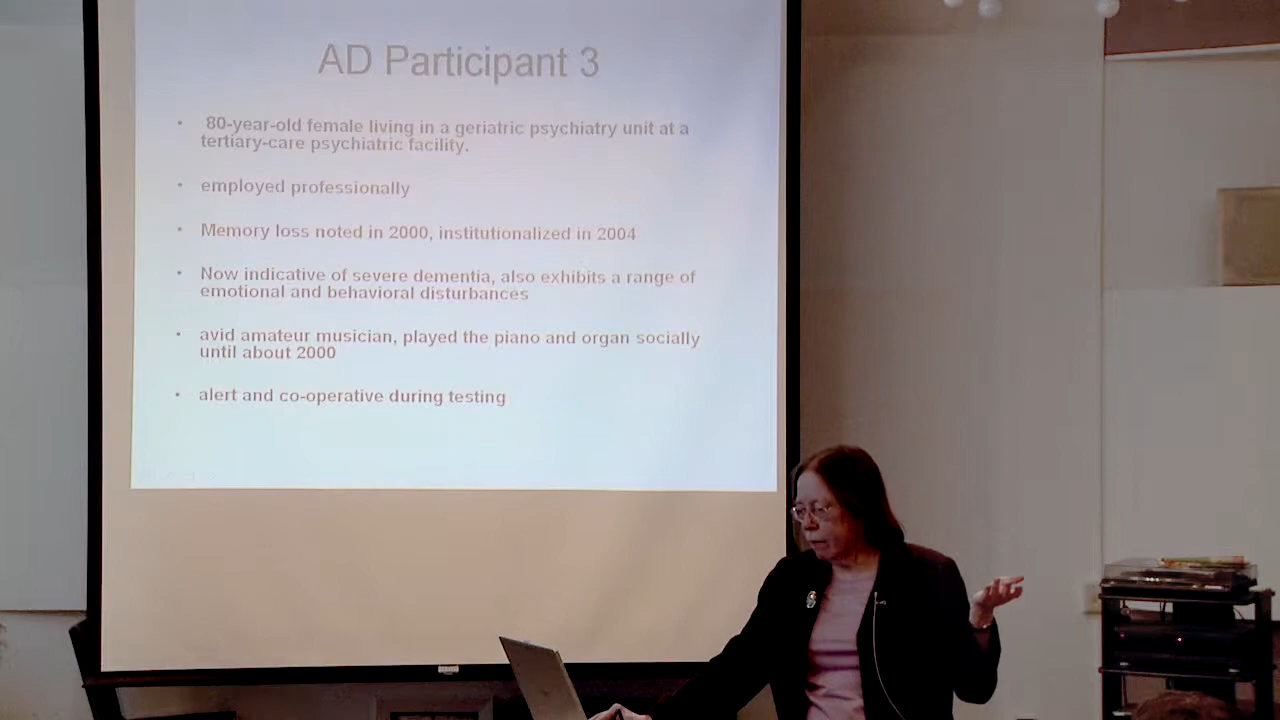 AD Participant 3
80-year-old female living in a geriatric psychiatry unit at a
tertiary-care psychiatric facility.
employed professionally
Memory loss noted in 2000, institutionalized in 2004
Now indicative of severe dementia, also exhibits a range of
emotional and behavioral disturbances
avid amateur musician, played the piano and organ socially
until about 2000
alert and co-operative during testing